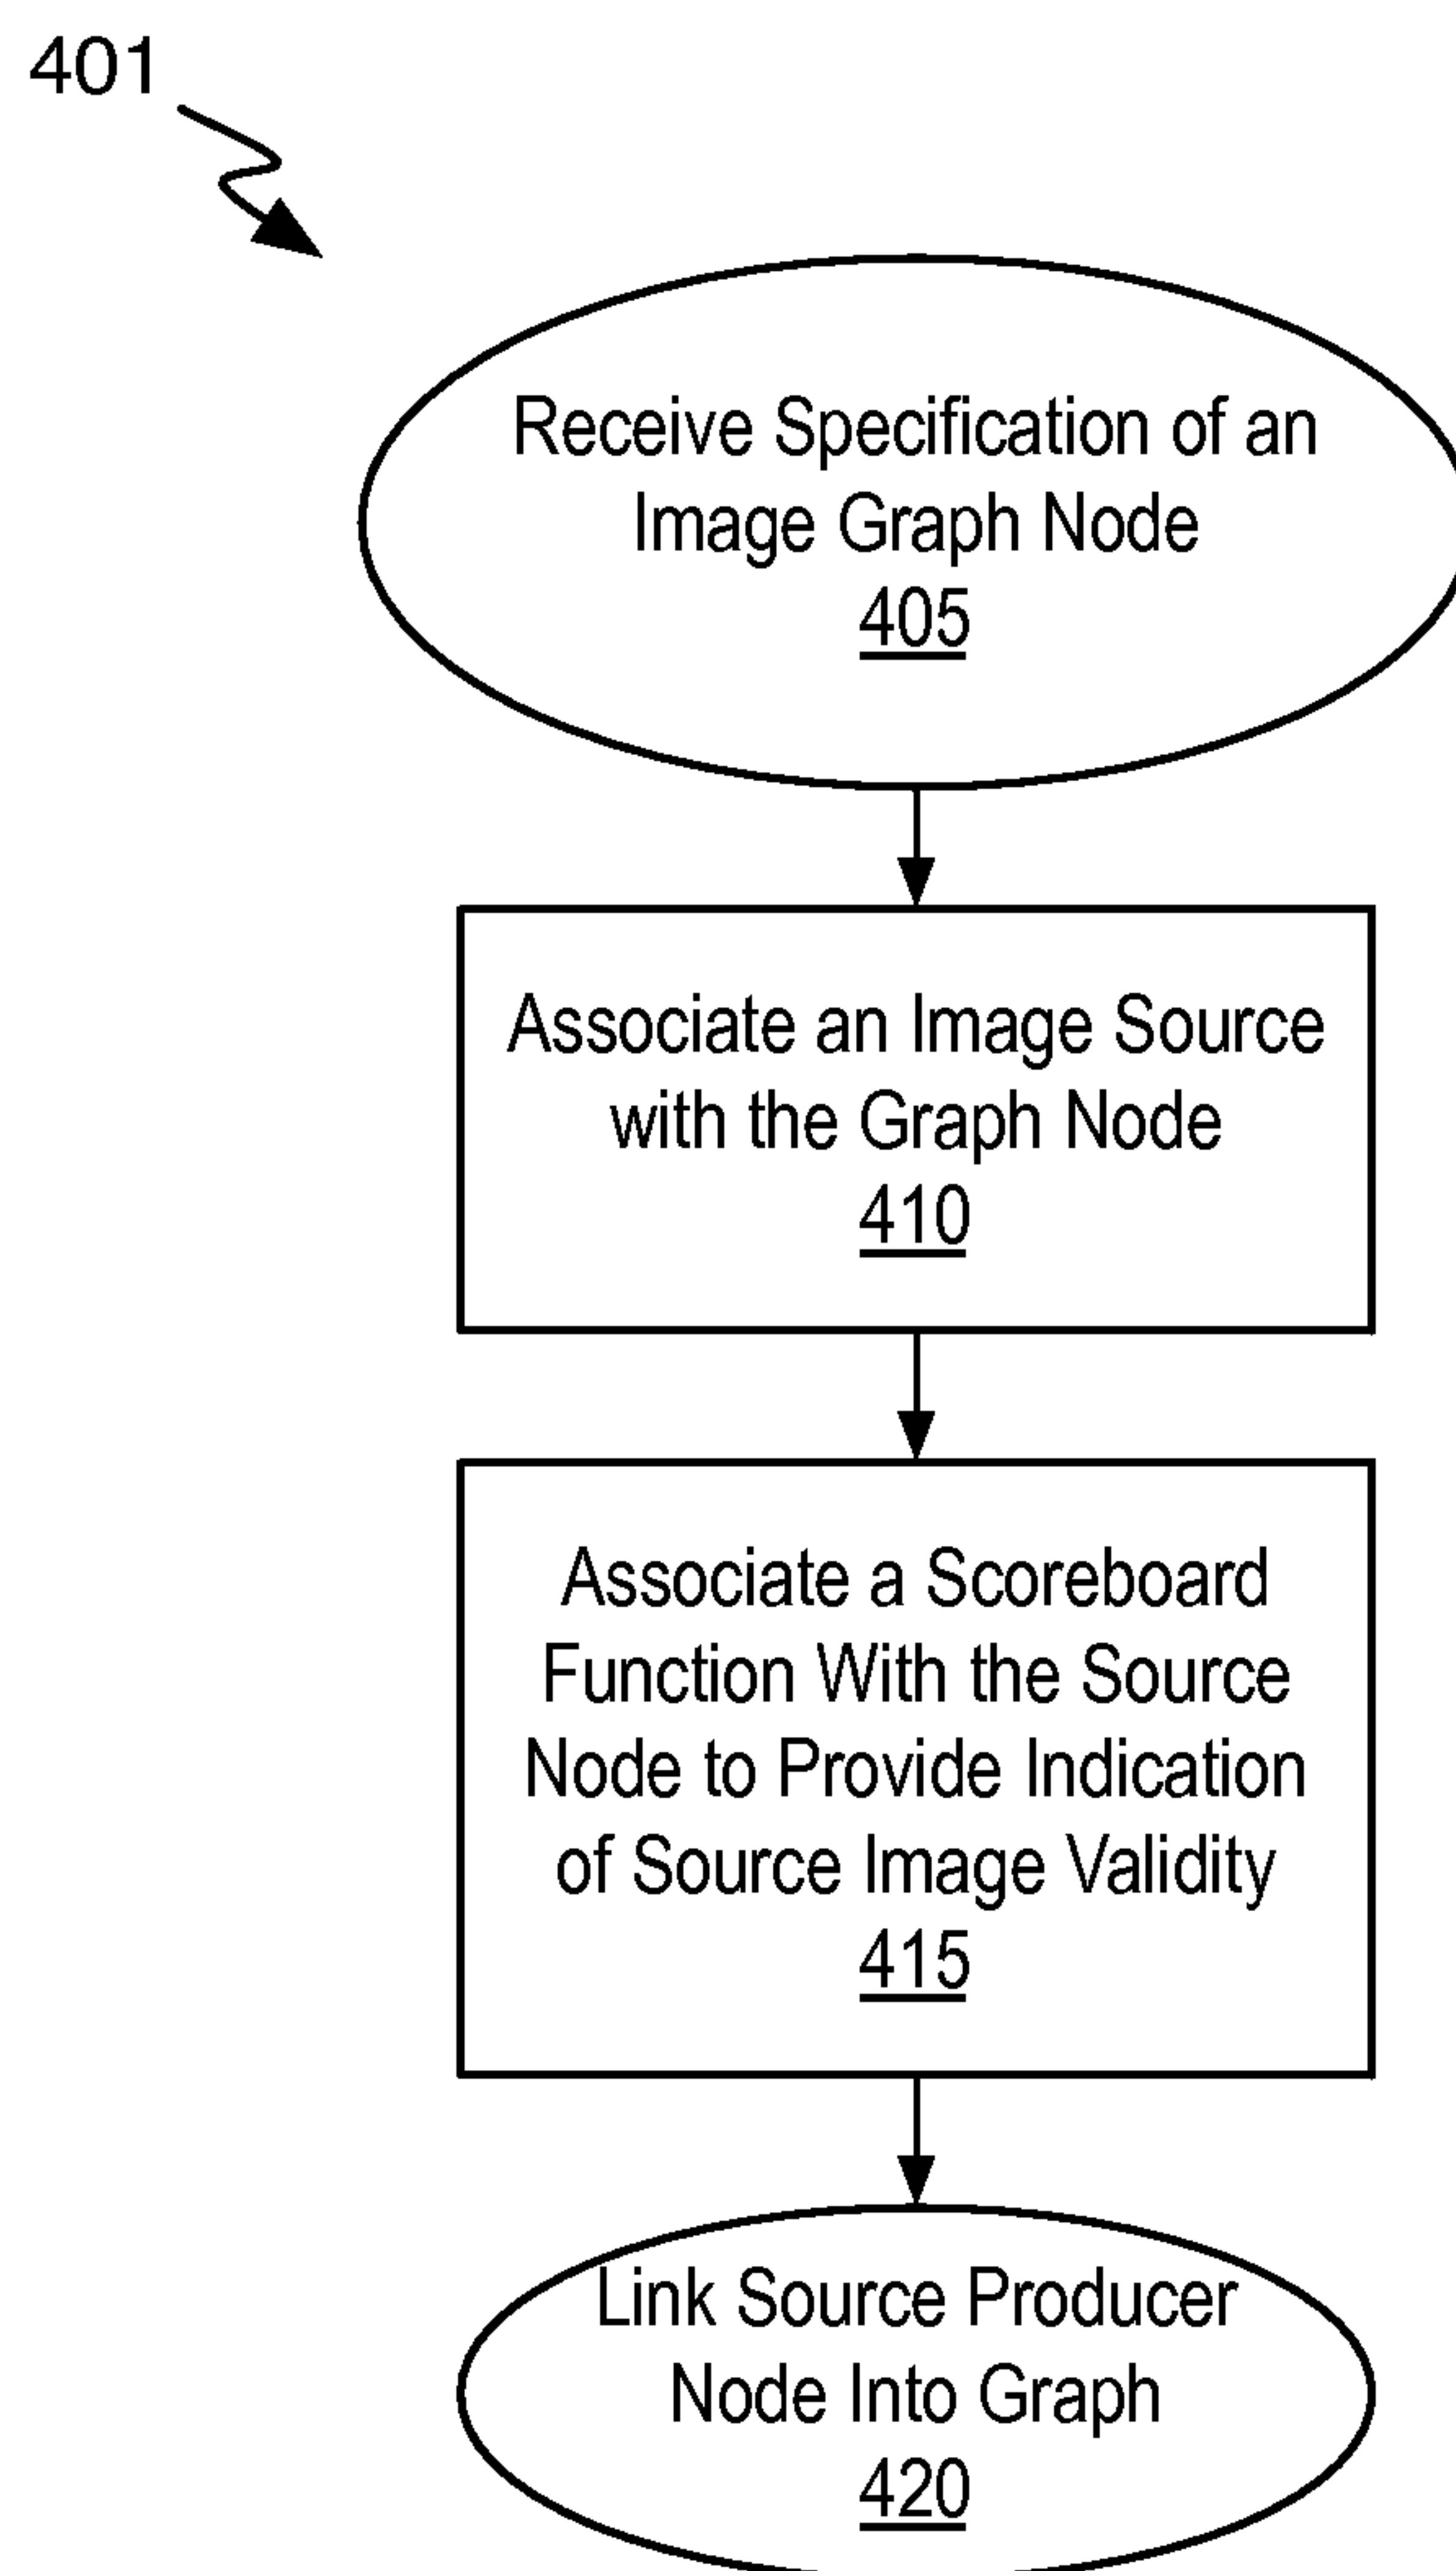 401
Receive Specification of an
Image Graph Node
405
Associate an Image Source
with the Graph Node
410
Associate a Scoreboard
Function With the Source
Node to Provide Indication
of Source Image Validity
415
Link Source Producer
Node Into Graph
420